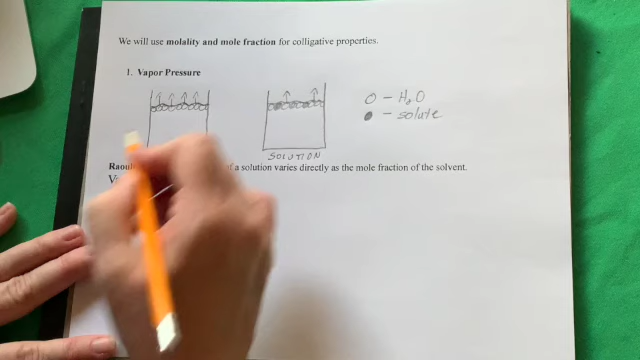 We will use molality and mole fraction for colligative properties.
1. Vapor Pressure
○ - H₂O
● - solute
SOLUTION
of a solution varies directly as the mole fraction of the solvent.